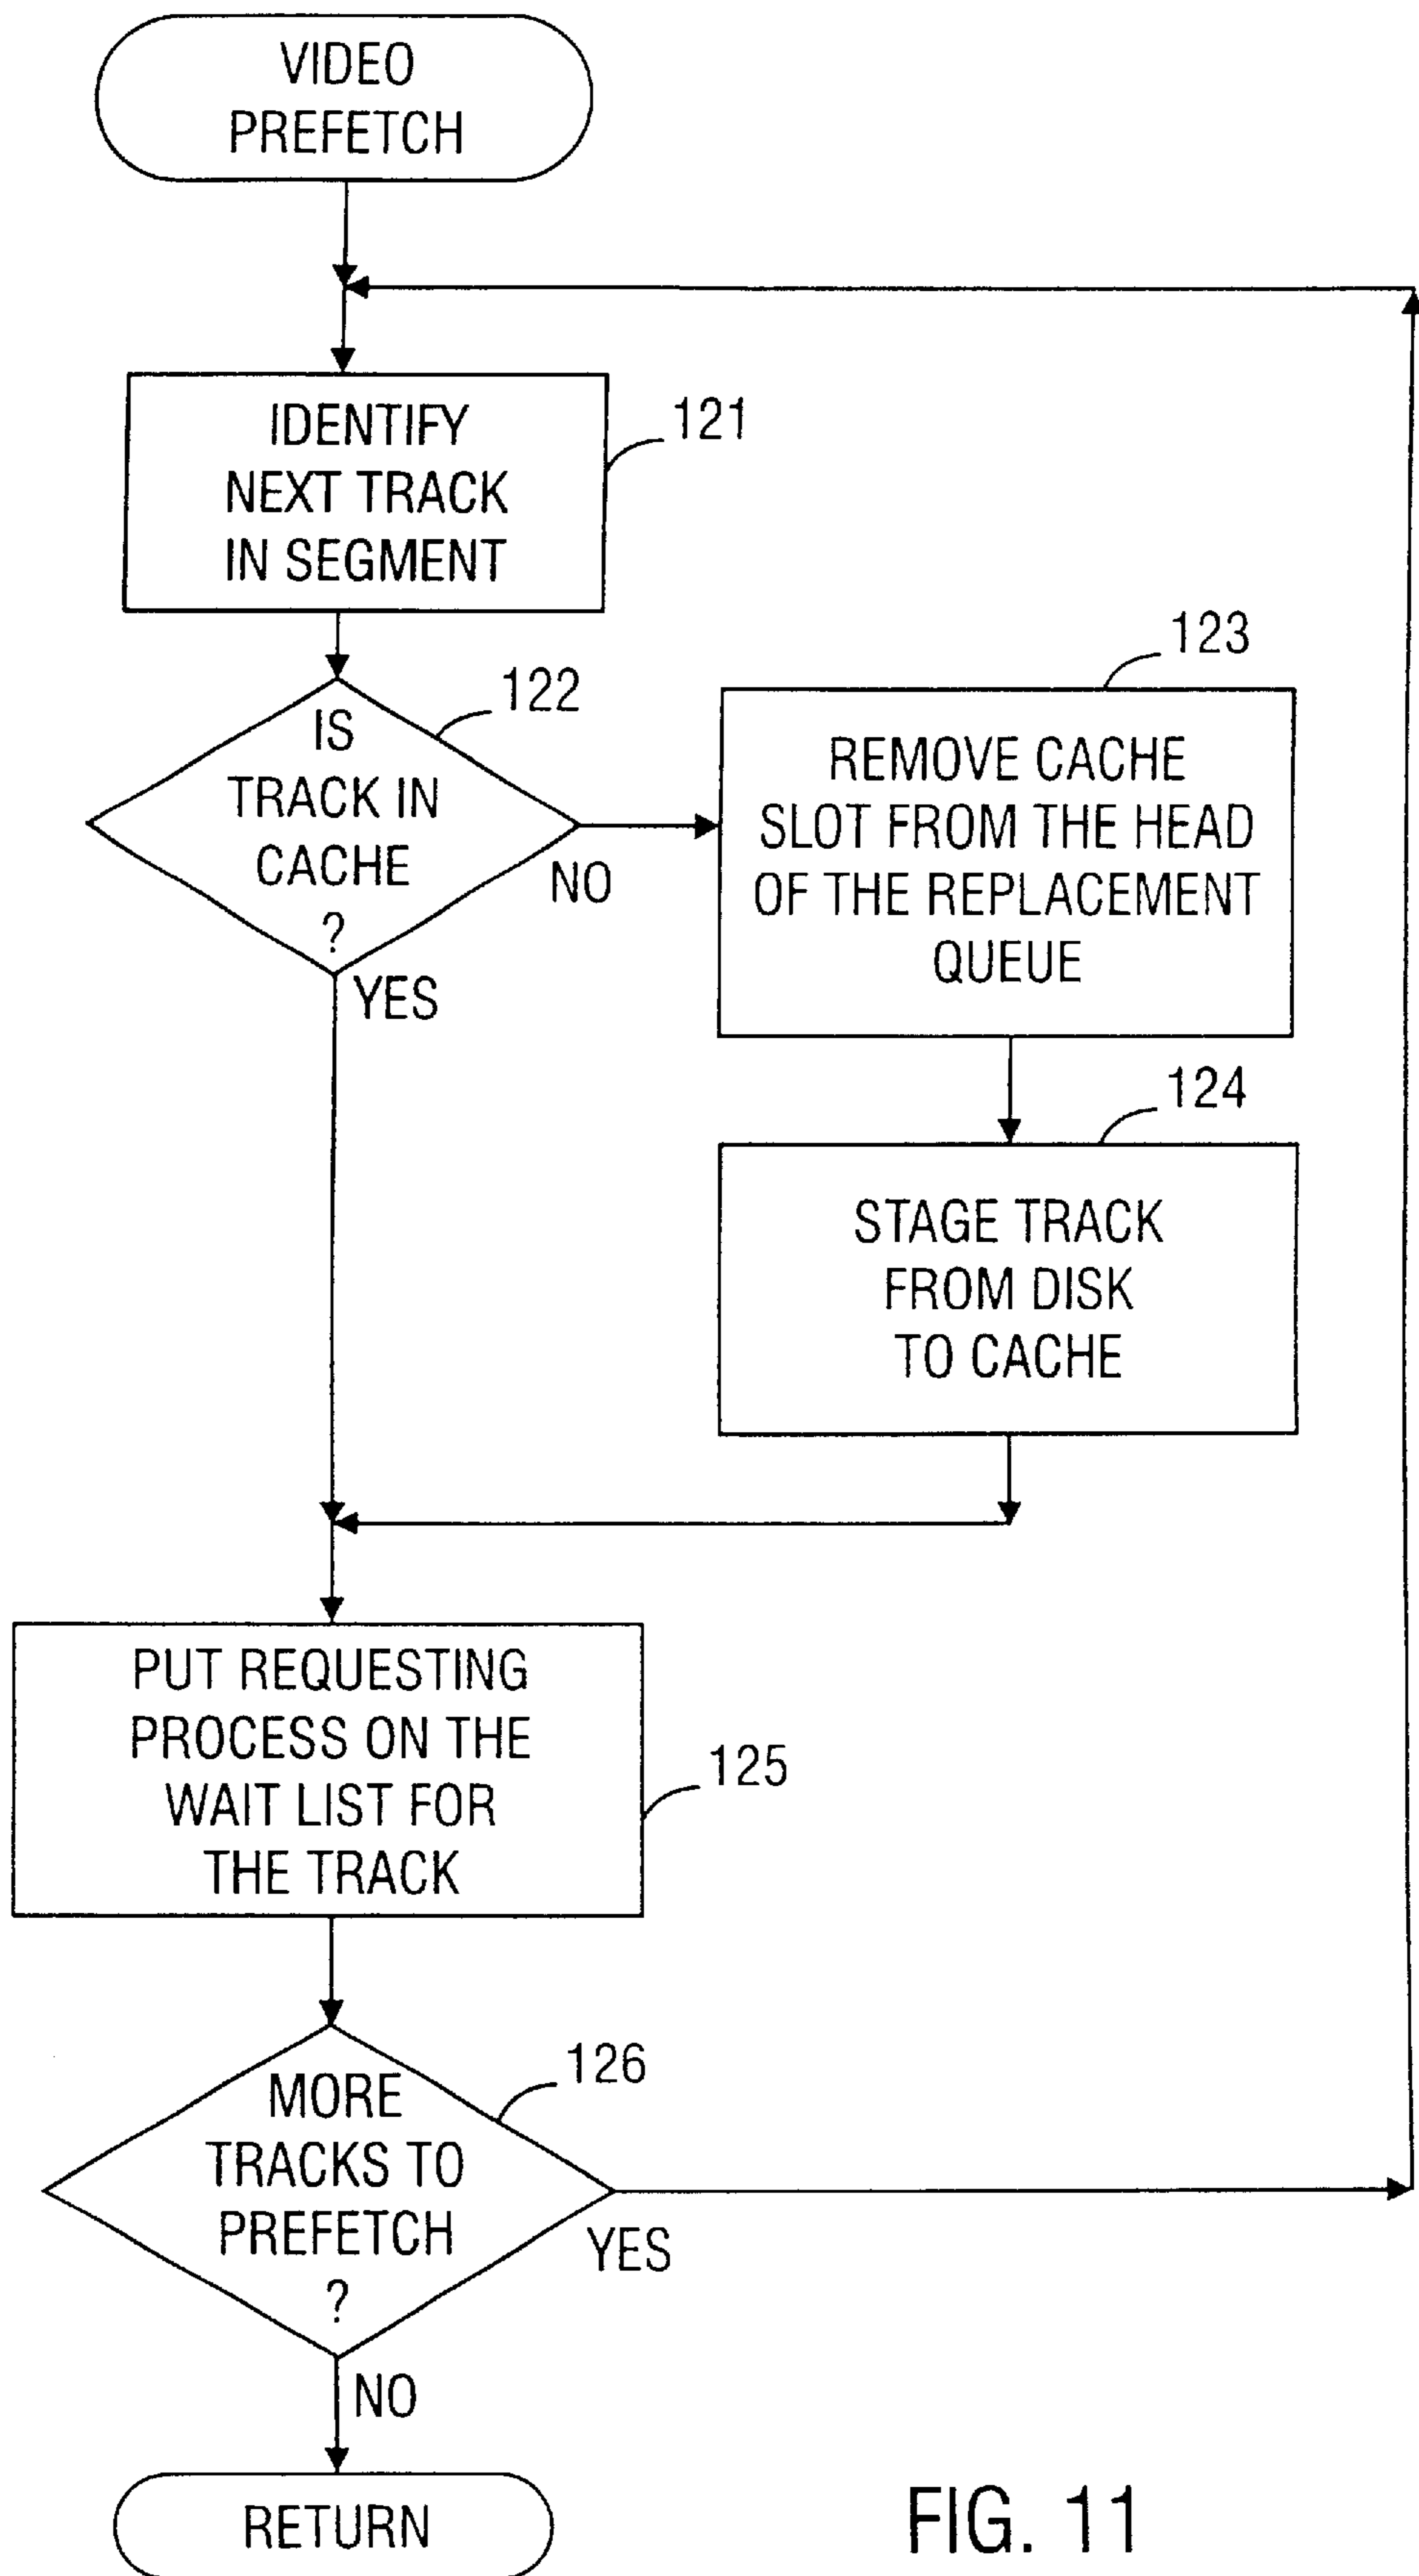 VIDEO
PREFETCH
IDENTIFY
NEXT TRACK
IN SEGMENT
121
IS
TRACK IN
CACHE
?
122
NO
YES
123
REMOVE CACHE
SLOT FROM THE HEAD
OF THE REPLACEMENT
QUEUE
124
STAGE TRACK
FROM DISK
TO CACHE
PUT REQUESTING
PROCESS ON THE
WAIT LIST FOR
THE TRACK
125
MORE
TRACKS TO
PREFETCH
?
126
YES
NO
RETURN
FIG. 11